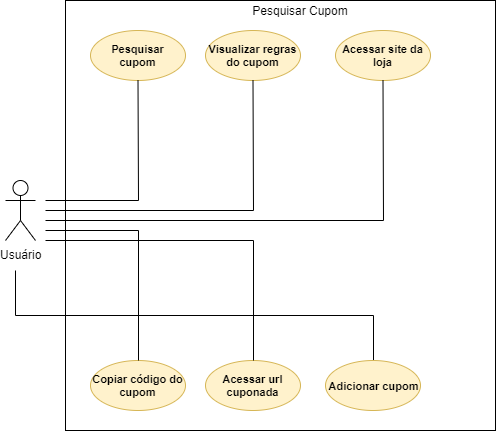 Pesquisar Cupom
Pesquisar
cupom
Visualizar regras
do cupom
Acessar site da
loja
Usuário
Copiar código do
cupom
Acessar url
cuponada
Adicionar cupom